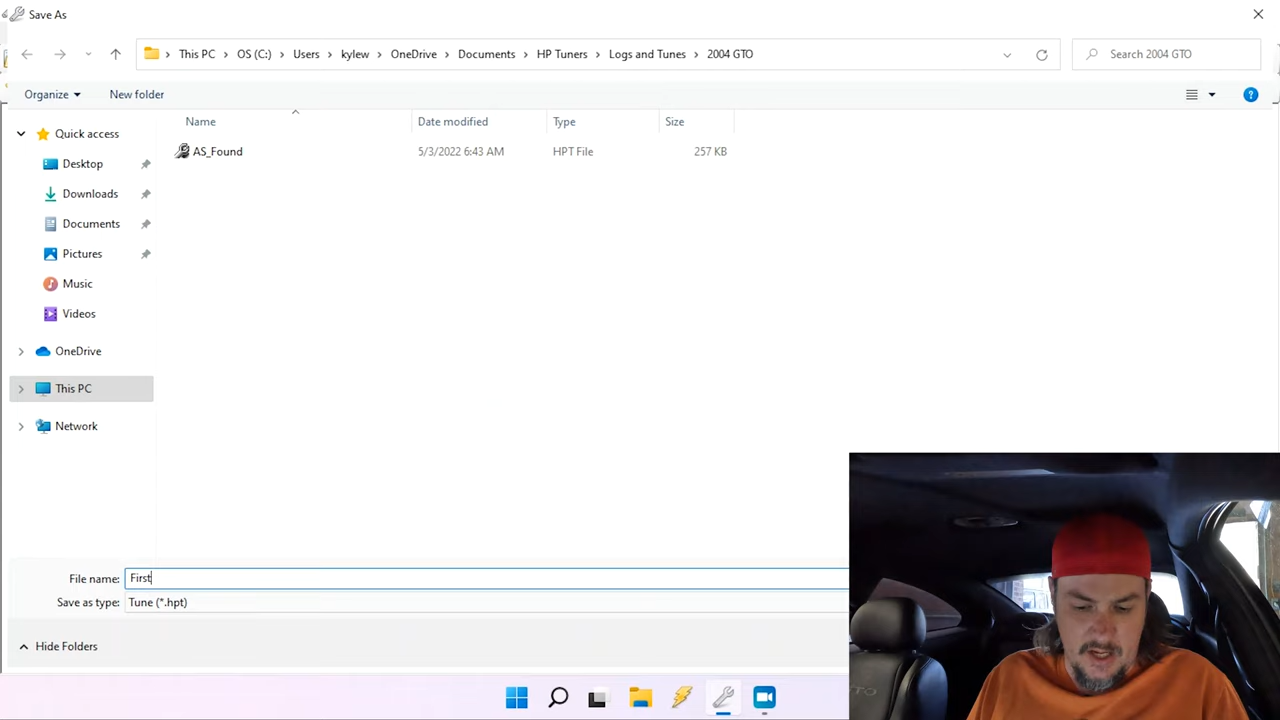 Save As
This PC > OS (C:) > Users > kylew > OneDrive > Documents > HP Tuners > Logs and Tunes > 2004 GTO
Search 2004 GTO
Organize
New folder
Name
Date modified
Type
Size
Quick access
AS_Found
5/3/2022 6:43 AM
HPT File
257 KB
Desktop
Downloads
Documents
Pictures
Music
Videos
OneDrive
This PC
Network
File name:
First
Save as type:
Tune (*.hpt)
Hide Folders